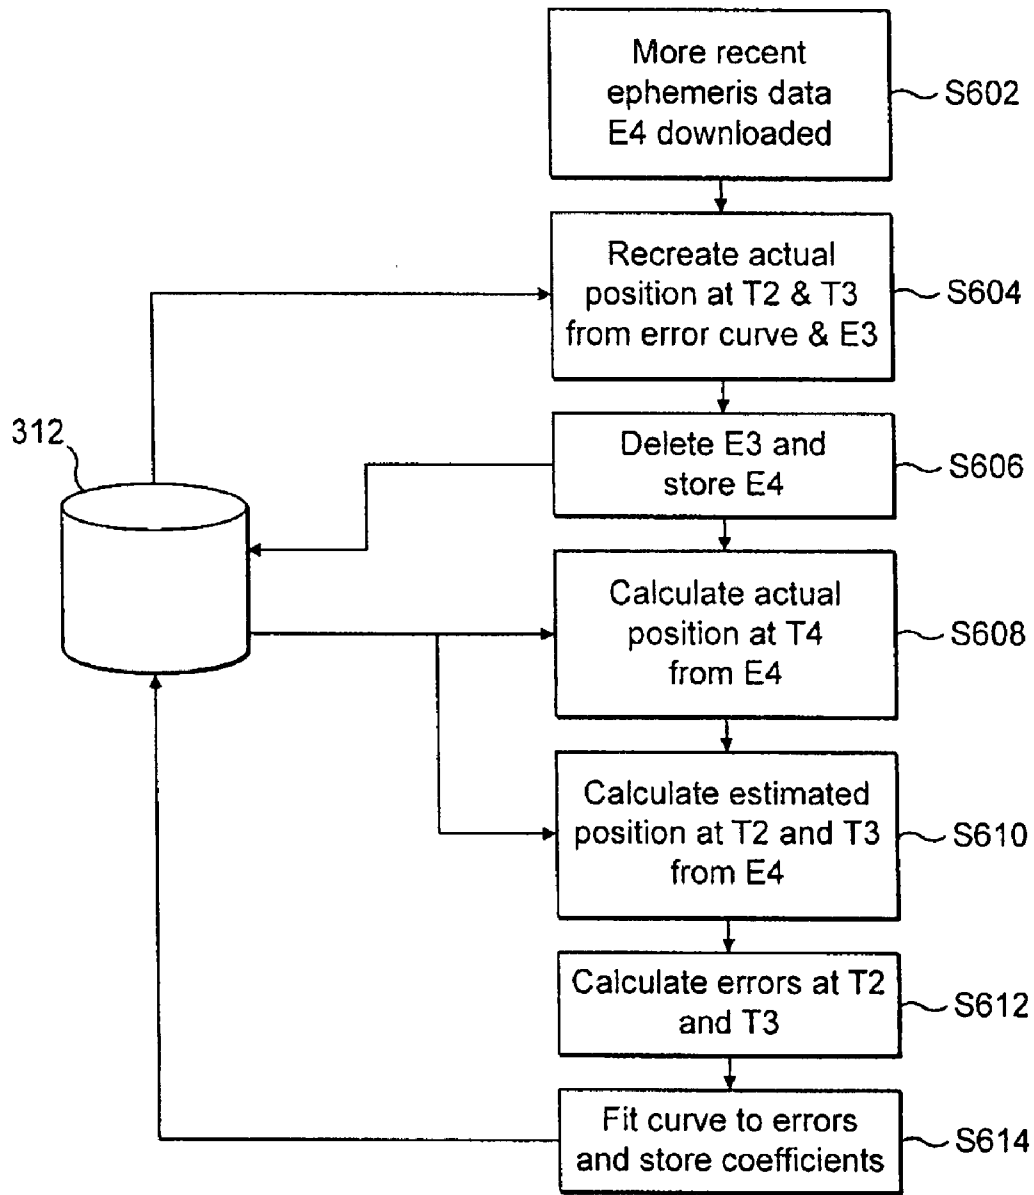 More recent
ephemeris data
E4 downloaded
S602
Recreate actual
position at T2 & T3
from error curve & E3
S604
312
Delete E3 and
store E4
S606
Calculate actual
position at T4
from E4
S608
Calculate estimated
position at T2 and T3
from E4
S610
Calculate errors at T2
and T3
S612
Fit curve to errors
and store coefficients
S614